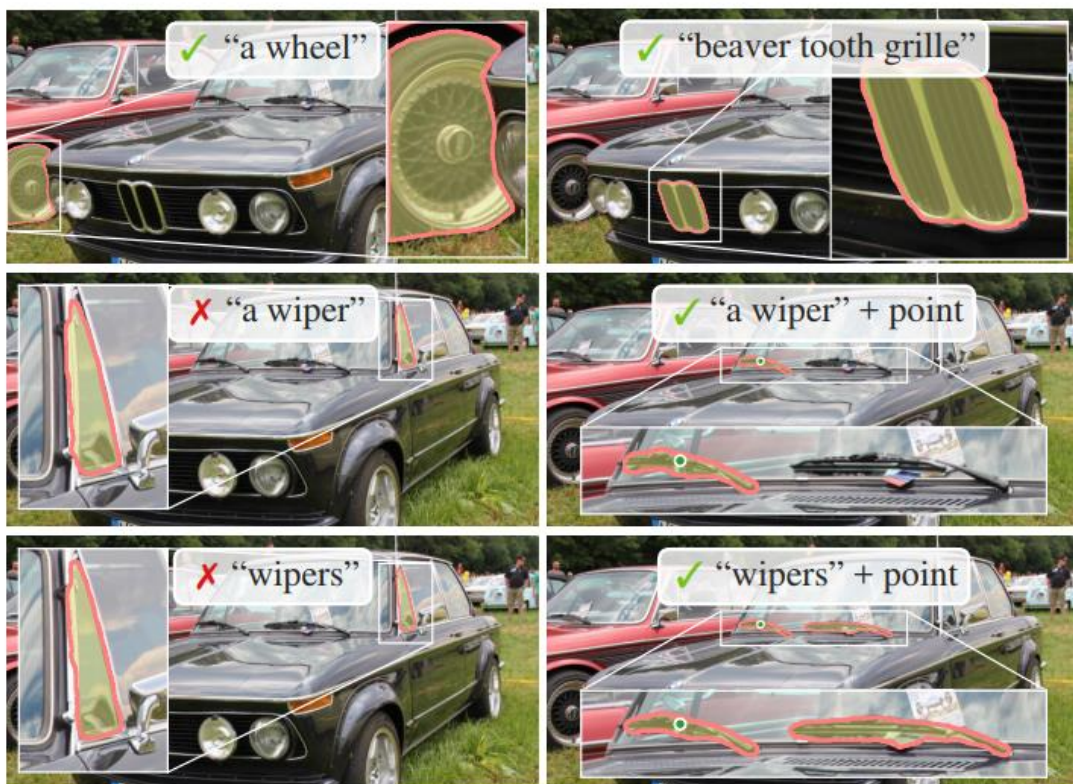 ✓ “a wheel”
✓ “beaver tooth grille”
✗ “a wiper”
✓ “a wiper” + point
✗ “wipers”
✓ “wipers” + point